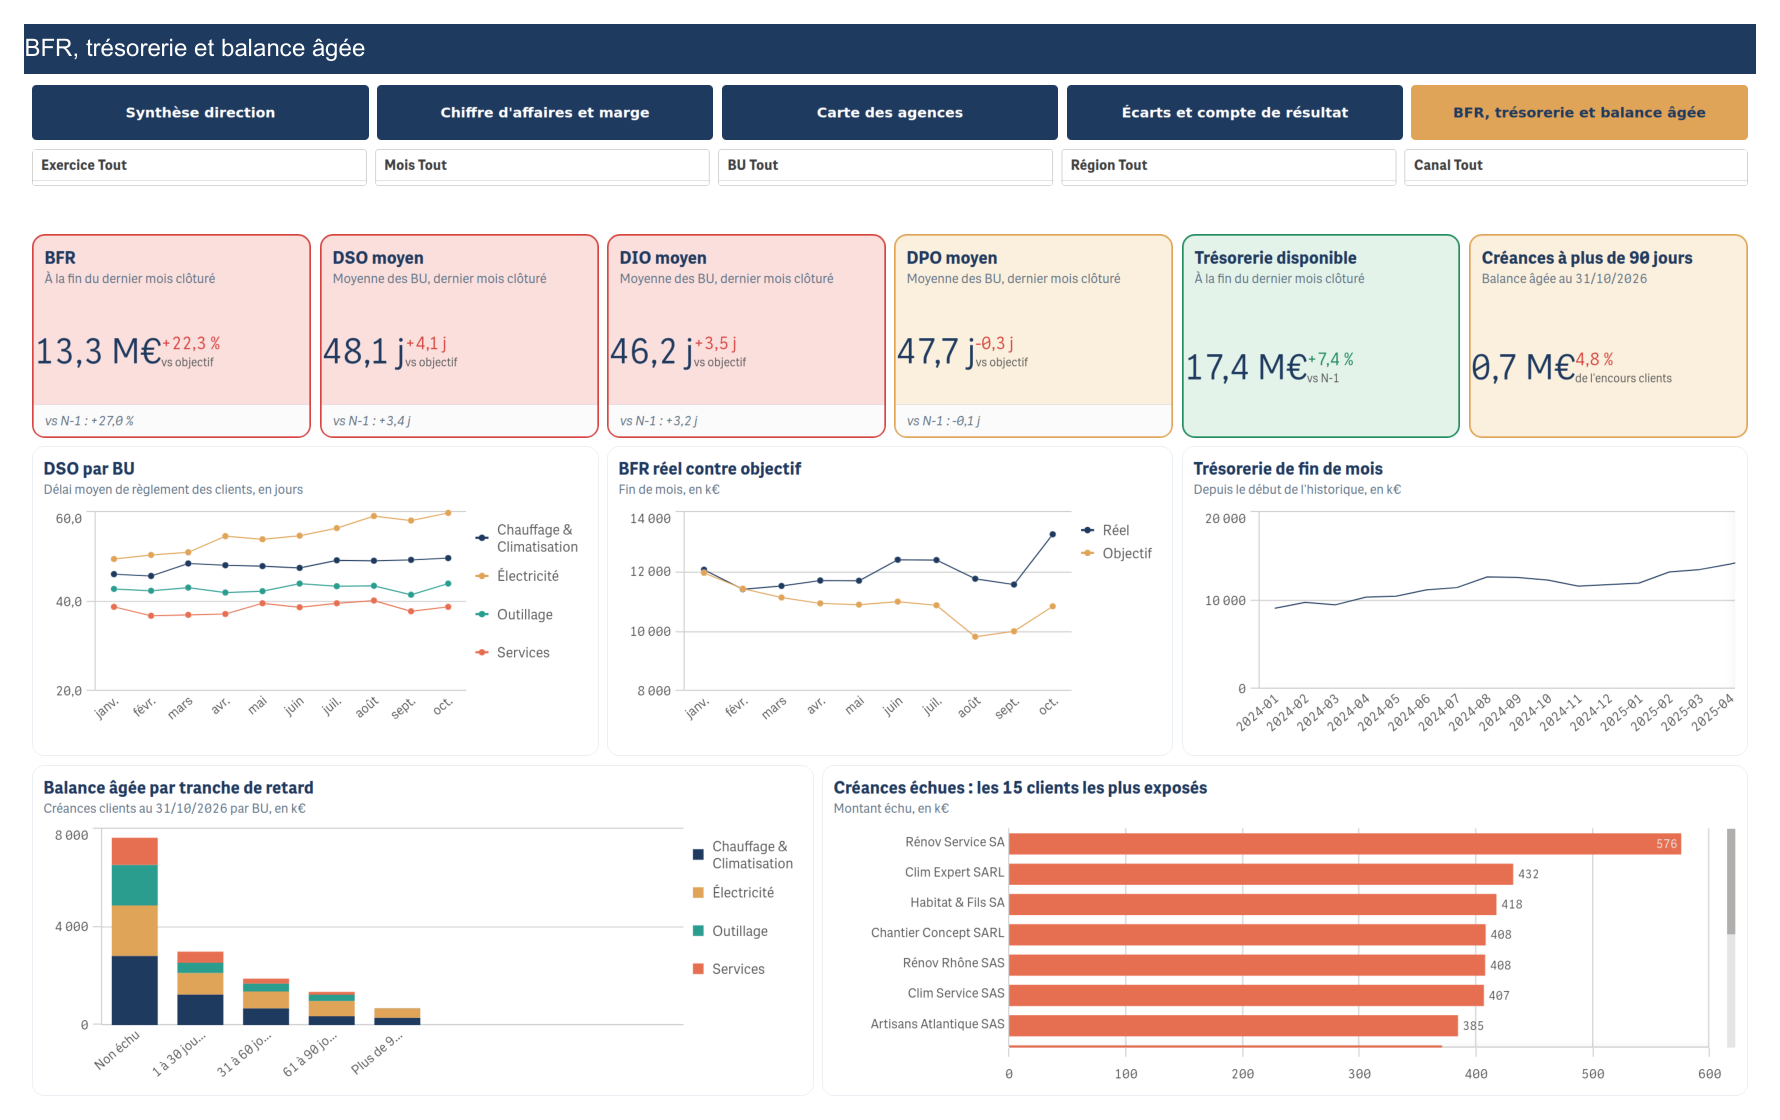 BFR, trésorerie et balance âgée
Synthèse direction
Chiffre d'affaires et marge
Carte des agences
Écarts et compte de résultat
BFR, trésorerie et balance âgée
Exercice Tout
Mois Tout
BU Tout
Région Tout
Canal Tout
BFR
À la fin du dernier mois clôturé
13,3 M€
+22,3 %
vs objectif
vs N-1 : +27,0 %
DSO moyen
Moyenne des BU, dernier mois clôturé
48,1 j
+4,1 j
vs objectif
vs N-1 : +3,4 j
DIO moyen
Moyenne des BU, dernier mois clôturé
46,2 j
+3,5 j
vs objectif
vs N-1 : +3,2 j
DPO moyen
Moyenne des BU, dernier mois clôturé
47,7 j
-0,3 j
vs objectif
vs N-1 : -0,1 j
Trésorerie disponible
À la fin du dernier mois clôturé
17,4 M€
+7,4 %
vs N-1
Créances à plus de 90 jours
Balance âgée au 31/10/2026
0,7 M€
4,8 %
de l'encours clients
DSO par BU
Délai moyen de règlement des clients, en jours
60,0
40,0
20,0
janv.
févr.
mars
avr.
mai
juin
juil.
août
sept.
oct.
Chauffage &
Climatisation
Électricité
Outillage
Services
BFR réel contre objectif
Fin de mois, en k€
14 000
12 000
10 000
8 000
janv.
févr.
mars
avr.
mai
juin
juil.
août
sept.
oct.
Réel
Objectif
Trésorerie de fin de mois
Depuis le début de l'historique, en k€
20 000
10 000
0
2024-01
2024-02
2024-03
2024-04
2024-05
2024-06
2024-07
2024-08
2024-09
2024-10
2024-11
2024-12
2025-01
2025-02
2025-03
2025-04
Balance âgée par tranche de retard
Créances clients au 31/10/2026 par BU, en k€
8 000
4 000
0
Non échu
1 à 30 jou...
31 à 60 jo...
61 à 90 jo...
Plus de 9...
Chauffage &
Climatisation
Électricité
Outillage
Services
Créances échues : les 15 clients les plus exposés
Montant échu, en k€
Rénov Service SA
576
Clim Expert SARL
432
Habitat & Fils SA
418
Chantier Concept SARL
408
Rénov Rhône SAS
408
Clim Service SAS
407
Artisans Atlantique SAS
385
0
100
200
300
400
500
600